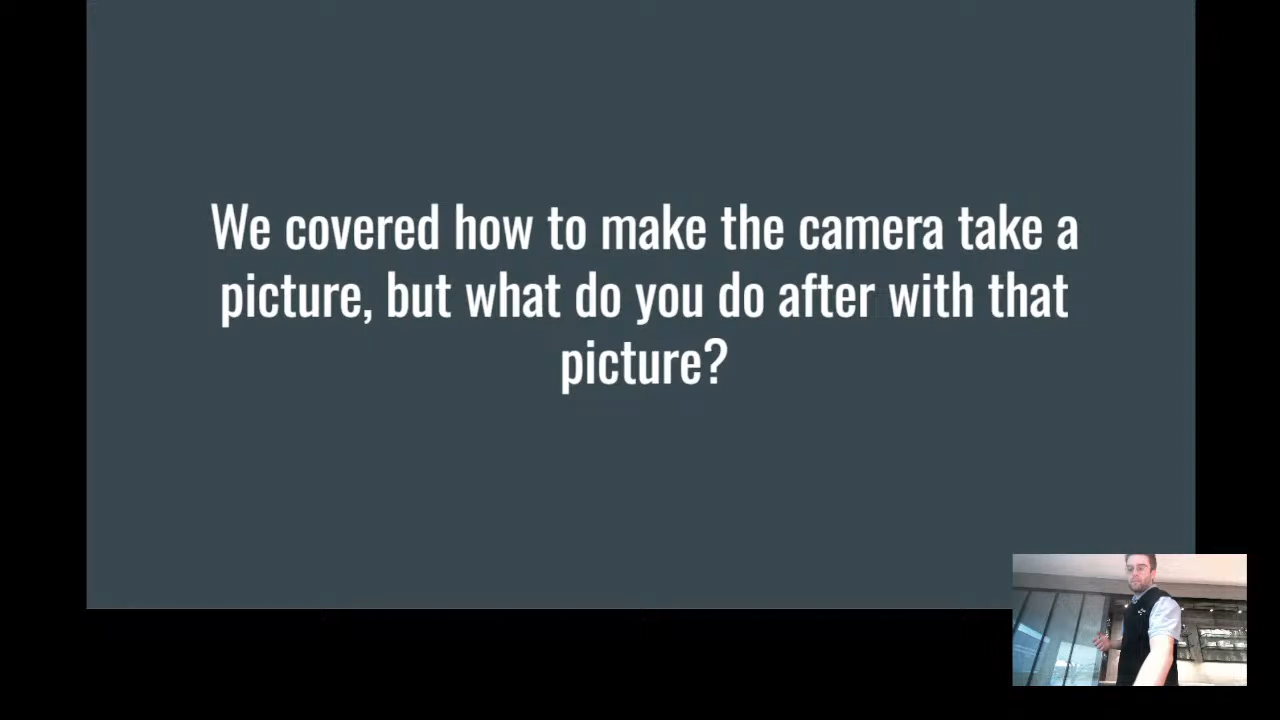 We covered how to make the camera take a
picture, but what do you do after with that
picture?